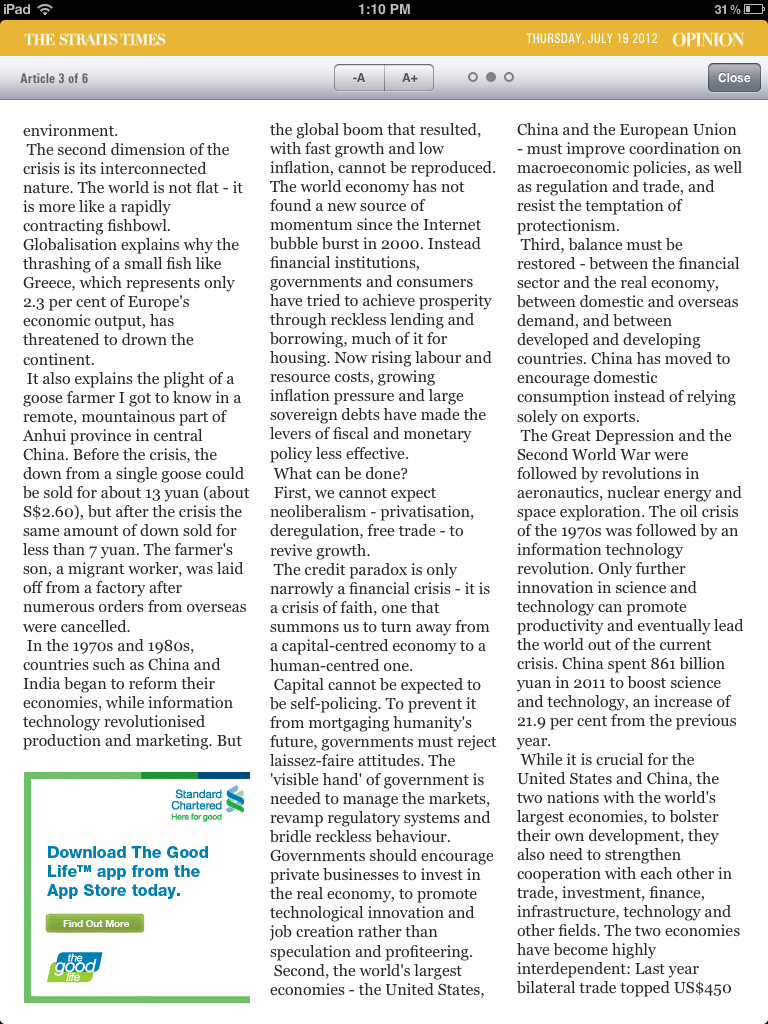 iPad
1:10 PM
31 %
THE STRAITS TIMES
THURSDAY, JULY 19 2012
OPINION
Article 3 of 6
-A
A+
Close
environment.
The second dimension of the
crisis is its interconnected
nature. The world is not flat - it
is more like a rapidly
contracting fishbowl.
Globalisation explains why the
thrashing of a small fish like
Greece, which represents only
2.3 per cent of Europe's
economic output, has
threatened to drown the
continent.
It also explains the plight of a
goose farmer I got to know in a
remote, mountainous part of
Anhui province in central
China. Before the crisis, the
down from a single goose could
be sold for about 13 yuan (about
S$2.60), but after the crisis the
same amount of down sold for
less than 7 yuan. The farmer's
son, a migrant worker, was laid
off from a factory after
numerous orders from overseas
were cancelled.
In the 1970s and 1980s,
countries such as China and
India began to reform their
economies, while information
technology revolutionised
production and marketing. But
Standard
Chartered
Here for good
Download The Good
Life™ app from the
App Store today.
Find Out More
the
good
life
the global boom that resulted,
with fast growth and low
inflation, cannot be reproduced.
The world economy has not
found a new source of
momentum since the Internet
bubble burst in 2000. Instead
financial institutions,
governments and consumers
have tried to achieve prosperity
through reckless lending and
borrowing, much of it for
housing. Now rising labour and
resource costs, growing
inflation pressure and large
sovereign debts have made the
levers of fiscal and monetary
policy less effective.
What can be done?
First, we cannot expect
neoliberalism - privatisation,
deregulation, free trade - to
revive growth.
The credit paradox is only
narrowly a financial crisis - it is
a crisis of faith, one that
summons us to turn away from
a capital-centred economy to a
human-centred one.
Capital cannot be expected to
be self-policing. To prevent it
from mortgaging humanity's
future, governments must reject
laissez-faire attitudes. The
'visible hand' of government is
needed to manage the markets,
revamp regulatory systems and
bridle reckless behaviour.
Governments should encourage
private businesses to invest in
the real economy, to promote
technological innovation and
job creation rather than
speculation and profiteering.
Second, the world's largest
economies - the United States,
China and the European Union
- must improve coordination on
macroeconomic policies, as well
as regulation and trade, and
resist the temptation of
protectionism.
Third, balance must be
restored - between the financial
sector and the real economy,
between domestic and overseas
demand, and between
developed and developing
countries. China has moved to
encourage domestic
consumption instead of relying
solely on exports.
The Great Depression and the
Second World War were
followed by revolutions in
aeronautics, nuclear energy and
space exploration. The oil crisis
of the 1970s was followed by an
information technology
revolution. Only further
innovation in science and
technology can promote
productivity and eventually lead
the world out of the current
crisis. China spent 861 billion
yuan in 2011 to boost science
and technology, an increase of
21.9 per cent from the previous
year.
While it is crucial for the
United States and China, the
two nations with the world's
largest economies, to bolster
their own development, they
also need to strengthen
cooperation with each other in
trade, investment, finance,
infrastructure, technology and
other fields. The two economies
have become highly
interdependent: Last year
bilateral trade topped US$450